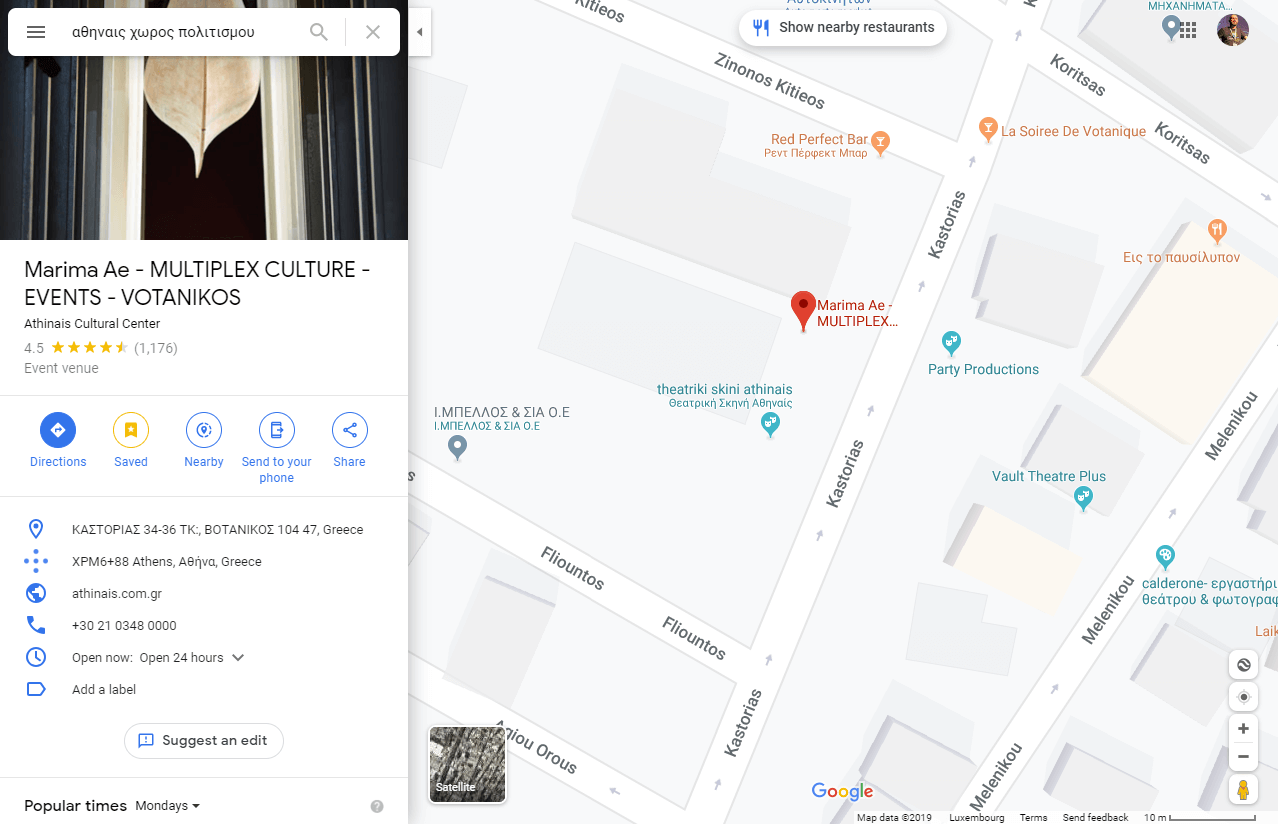 αθηναις χωρος πολιτισμου
Marima Ae - MULTIPLEX CULTURE -
EVENTS - VOTANIKOS
Athinais Cultural Center
4.5 (1,176)
Event venue
Directions
Saved
Nearby
Send to your
phone
Share
ΚΑΣΤΟΡΙΑΣ 34-36 ΤΚ:, ΒΟΤΑΝΙΚΟΣ 104 47, Greece
XPM6+88 Athens, Αθήνα, Greece
athinais.com.gr
+30 21 0348 0000
Open now: Open 24 hours
Add a label
Suggest an edit
Popular times Mondays
Show nearby restaurants
ΜΗΧΑΝΗΜΑΤΑ...
Kitieos
Zinonos Kitieos
Koritsas
Koritsas
Red Perfect Bar
Ρεντ Πέρφεκτ Μπαρ
La Soiree De Votanique
Kastorias
Εις το παυσίλυπον
Marima Ae -
MULTIPLEX...
Party Productions
theatriki skini athinais
Θεατρική Σκηνή Αθηναίς
Ι.ΜΠΕΛΛΟΣ & ΣΙΑ Ο.Ε
Ι.ΜΠΕΛΛΟΣ & ΣΙΑ Ο.Ε
Melenikou
Kastorias
Vault Theatre Plus
Fliountos
Fliountos
calderone- εργαστήρι
θεάτρου & φωτογραφ
Melenikou
Laik
Kastorias
Agiou Orous
Melenikou
Satellite
Google
Map data ©2019 Luxembourg Terms Send feedback 10 m